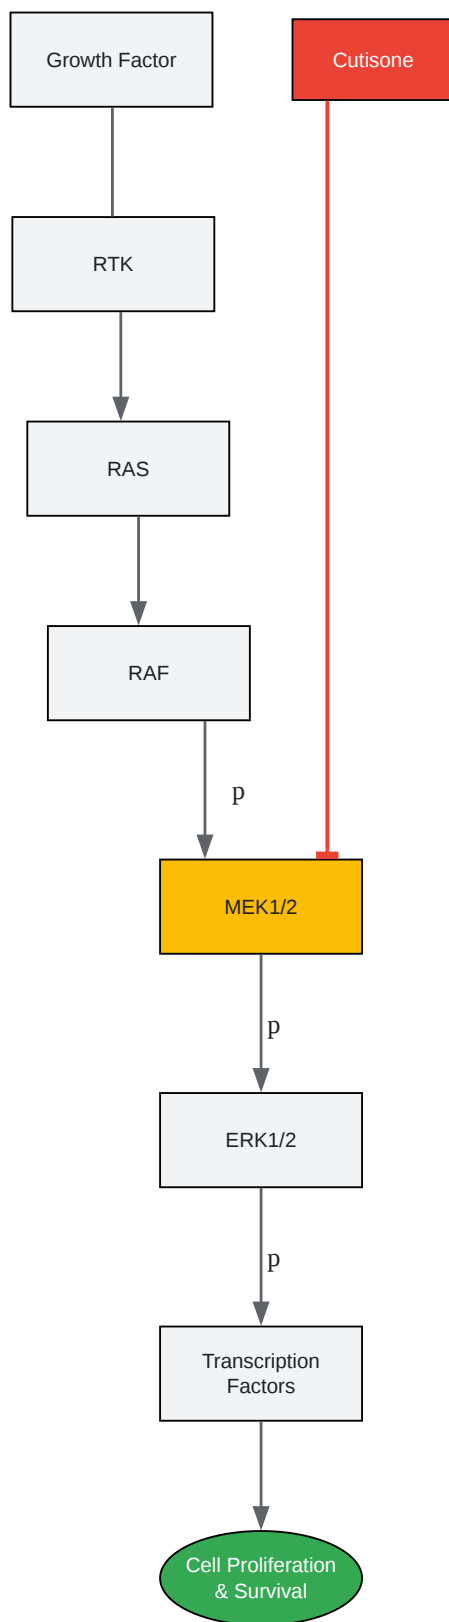 Growth Factor
Cutisone
RTK
RAS
RAF
p
MEK1/2
p
ERK1/2
p
Transcription
Factors
Cell Proliferation
& Survival